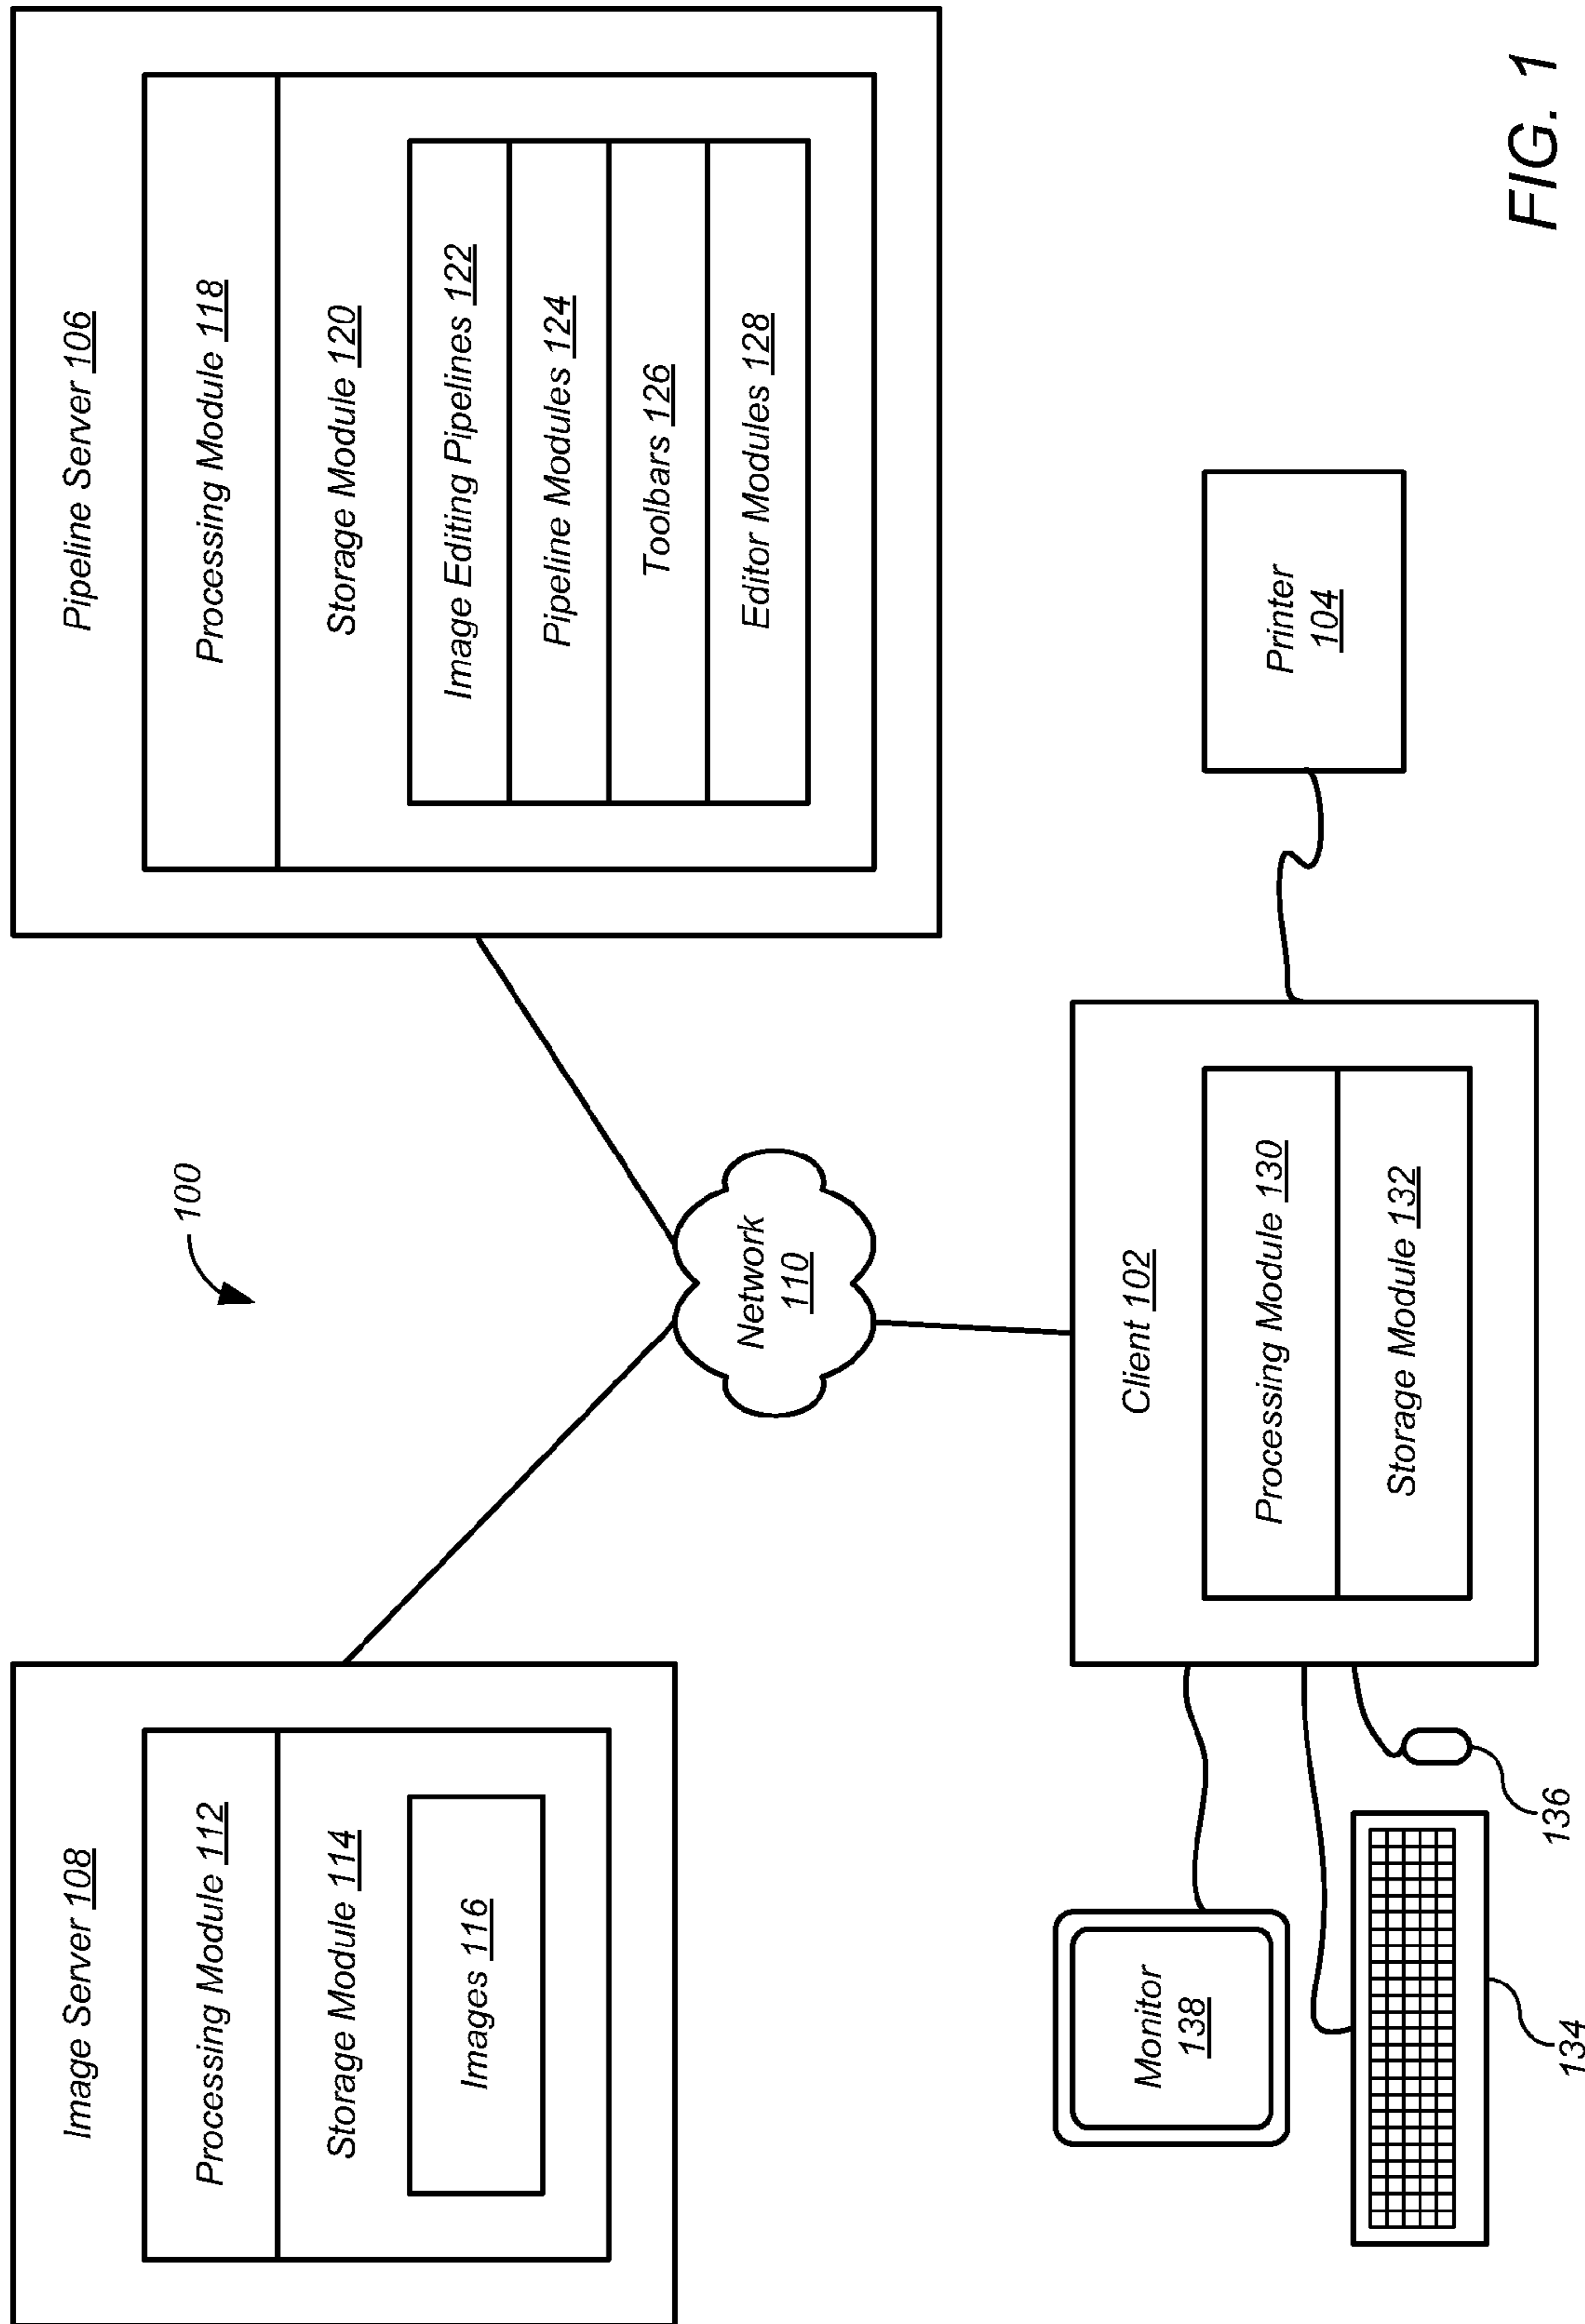 100
Image Server 108
Processing Module 112
Storage Module 114
Images 116
Pipeline Server 106
Processing Module 118
Storage Module 120
Image Editing Pipelines 122
Pipeline Modules 124
Toolbars 126
Editor Modules 128
Network
110
Client 102
Processing Module 130
Storage Module 132
Monitor
138
134
136
Printer
104
FIG. 1